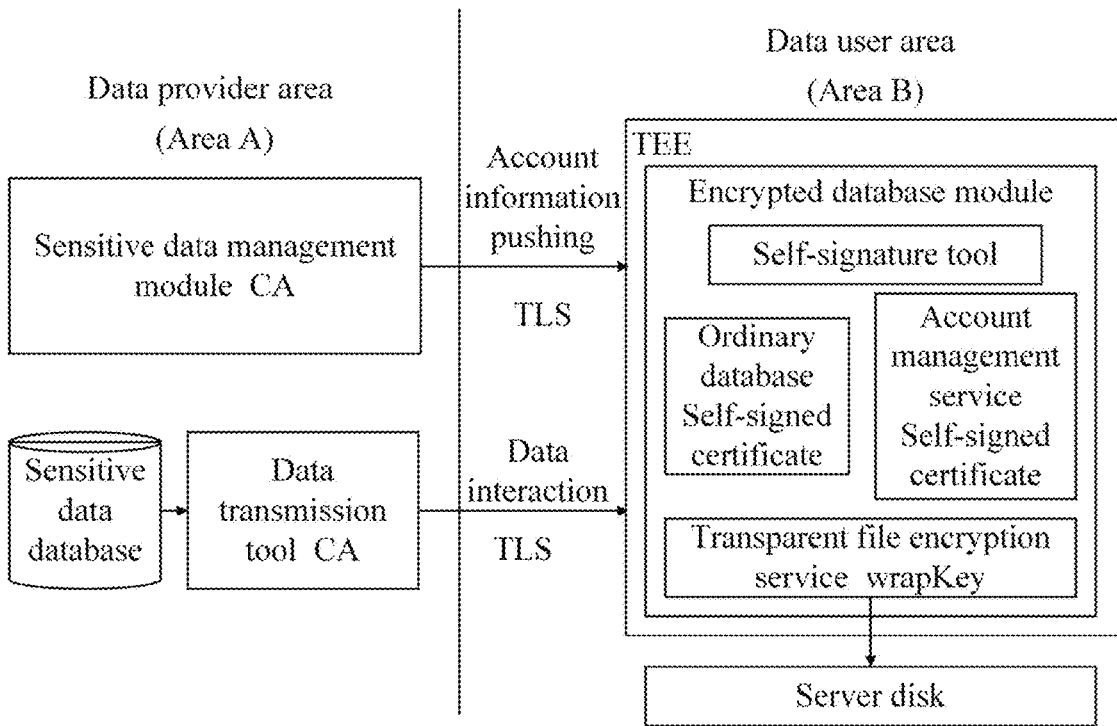 Data provider area
(Area A)
Sensitive data management
module CA
Sensitive
data
database
Data
transmission
tool CA
Account
information
pushing
TLS
Data
interaction
TLS
Data user area
(Area B)
TEE
Encrypted database module
Self-signature tool
Ordinary
database
Self-signed
certificate
Account
management
service
Self-signed
certificate
Transparent file encryption
service wrapKey
Server disk